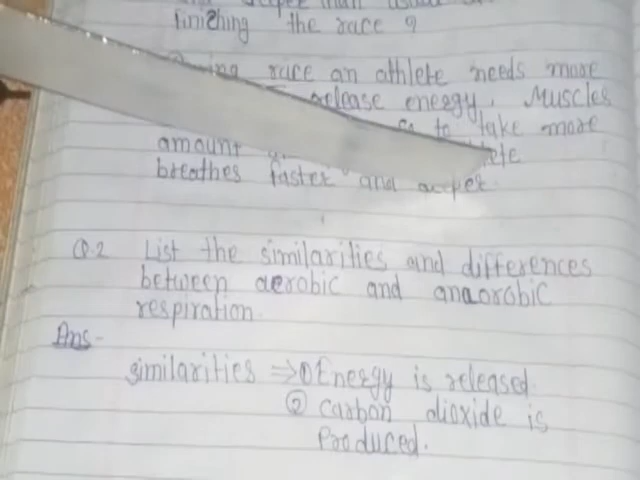 finishing the race ?
race an athlete needs more
release energy. Muscles
to take more
amount
breathes faster and
Q.2 List the similarities and differences
between aerobic and anaorobic
respiration.
Ans-
similarities ⇒ ① Energy is released.
② Carbon dioxide is
Produced.